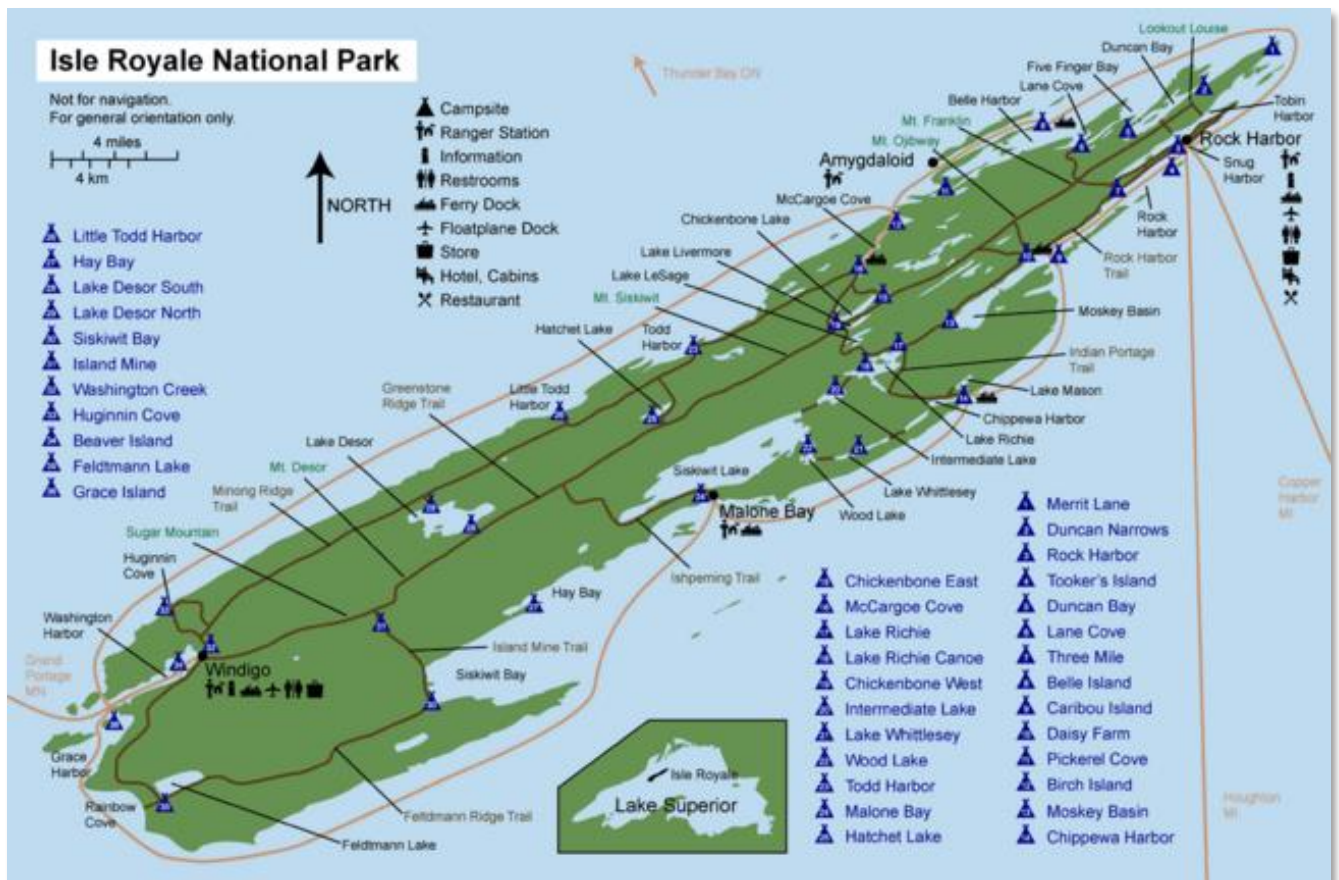 Isle Royale National Park
Not for navigation.
For general orientation only.
4 miles
4 km
NORTH
Campsite
Ranger Station
Information
Restrooms
Ferry Dock
Floatplane Dock
Store
Hotel, Cabins
Restaurant
Little Todd Harbor
Hay Bay
Lake Desor South
Lake Desor North
Siskiwit Bay
Island Mine
Washington Creek
Huginnin Cove
Beaver Island
Feldtmann Lake
Grace Island
Thunder Bay ON
Lookout Louise
Duncan Bay
Five Finger Bay
Lane Cove
Belle Harbor
Mt. Franklin
Mt. Ojibway
Tobin
Harbor
Rock Harbor
Snug
Harbor
Amygdaloid
McCargoe Cove
Chickenbone Lake
Lake Livermore
Lake LeSage
Mt. Siskiwit
Hatchet Lake
Todd
Harbor
Rock
Harbor
Rock Harbor
Trail
Moskey Basin
Indian Portage
Trail
Lake Mason
Chippewa Harbor
Lake Richie
Intermediate Lake
Lake Whittlesey
Wood Lake
Greenstone
Ridge Trail
Little Todd
Harbor
Lake Desor
Mt. Desor
Minong Ridge
Trail
Sugar Mountain
Huginnin
Cove
Washington
Harbor
Grand
Portage
MN
Windigo
Siskiwit Lake
Malone Bay
Ishpeming Trail
Hay Bay
Island Mine Trail
Siskiwit Bay
Grace
Harbor
Rainbow
Cove
Feldtmann Ridge Trail
Feldtmann Lake
Isle Royale
Lake Superior
Copper
Harbor
MI
Houghton
MI
Chickenbone East
McCargoe Cove
Lake Richie
Lake Richie Canoe
Chickenbone West
Intermediate Lake
Lake Whittlesey
Wood Lake
Todd Harbor
Malone Bay
Hatchet Lake
Merrit Lane
Duncan Narrows
Rock Harbor
Tooker's Island
Duncan Bay
Lane Cove
Three Mile
Belle Island
Caribou Island
Daisy Farm
Pickerel Cove
Birch Island
Moskey Basin
Chippewa Harbor